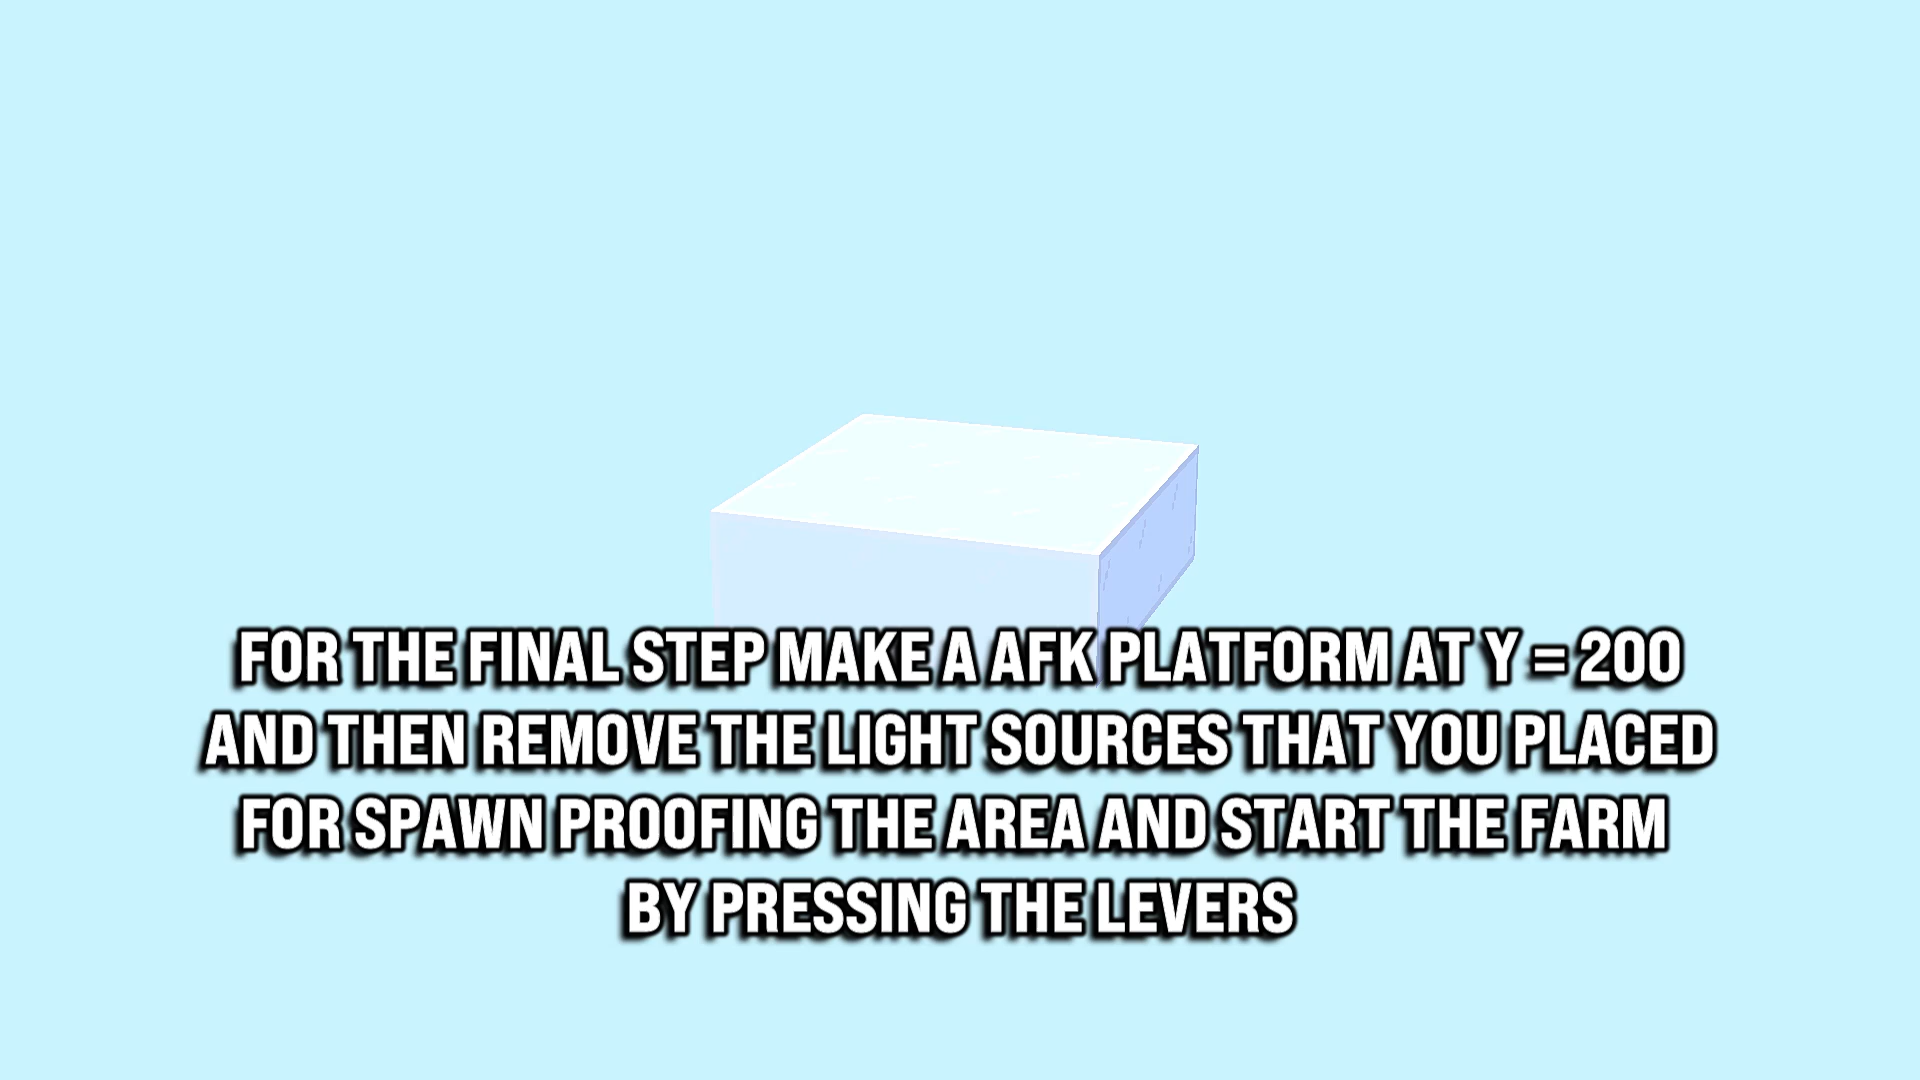 FOR THE FINAL STEP MAKE A AFK PLATFORM AT Y = 200
AND THEN REMOVE THE LIGHT SOURCES THAT YOU PLACED
FOR SPAWN PROOFING THE AREA AND START THE FARM
BY PRESSING THE LEVERS